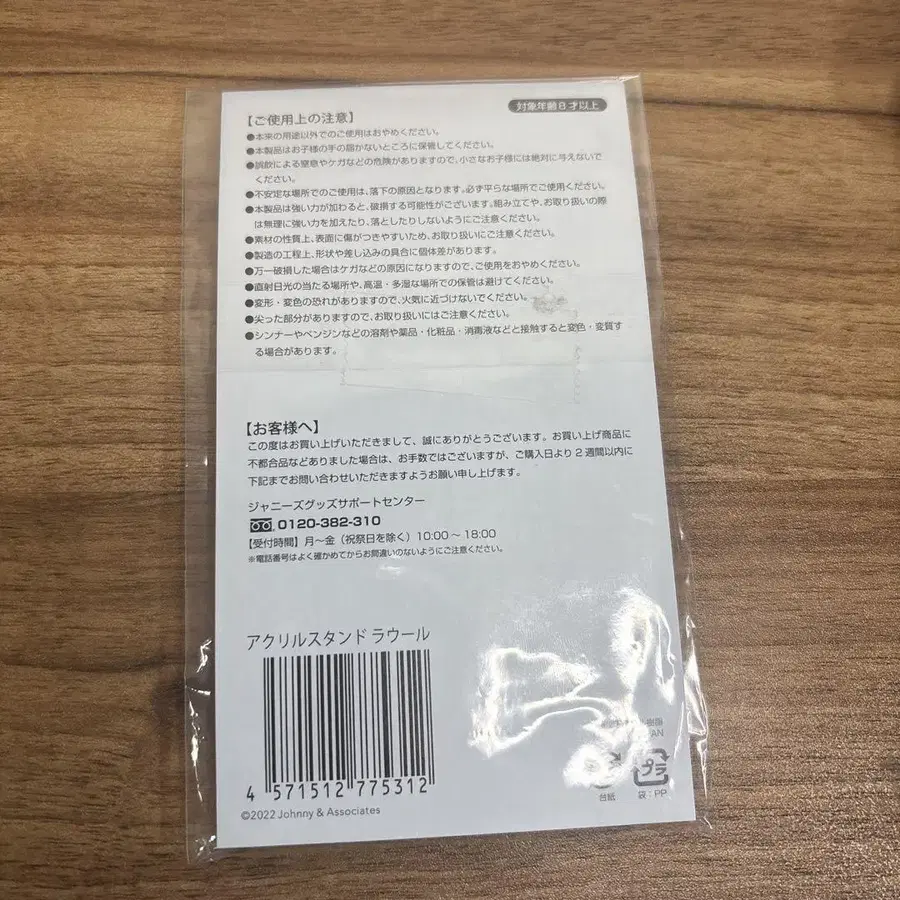 対象年齢8才以上
【ご使用上の注意】
●本来の用途以外でのご使用はおやめください。
●本製品はお子様の手の届かないところに保管してください。
●誤飲による窒息やケガなどの危険がありますので、小さなお子様には絶対に与えないで
ください。
●不安定な場所でのご使用は、落下の原因となります。必ず平らな場所でご使用ください。
●本製品は強い力が加わると、破損する可能性がございます。組み立てや、お取り扱いの際
は無理に強い力を加えたり、落としたりしないようにご注意ください。
●素材の性質上、表面に傷がつきやすいため、お取り扱いにご注意ください。
●製造の工程上、形状や差し込みの具合に個体差があります。
●万一破損した場合はケガなどの原因になりますので、ご使用をおやめください。
●直射日光の当たる場所や、高温・多湿な場所での保管は避けてください。
●変形・変色の恐れがありますので、火気に近づけないでください。
●尖った部分がありますので、お取り扱いにはご注意ください。
●シンナーやベンジンなどの溶剤や薬品・化粧品・消毒液などと接触すると変色・変質す
る場合があります。
【お客様へ】
この度はお買い上げいただきまして、誠にありがとうございます。お買い上げ商品に
不都合品などありました場合は、お手数ではございますが、ご購入日より2週間以内に
下記までお問い合わせいただきますようお願い申し上げます。
ジャニーズグッズサポートセンター
0120-382-310
【受付時間】月～金（祝祭日を除く）10:00～18:00
※電話番号はよく確かめてからお間違いのないようにご注意ください。
アクリルスタンド ラウール
4 571512 775312
©2022 Johnny & Associates
樹脂
PAN
台紙
プラ
袋：PP